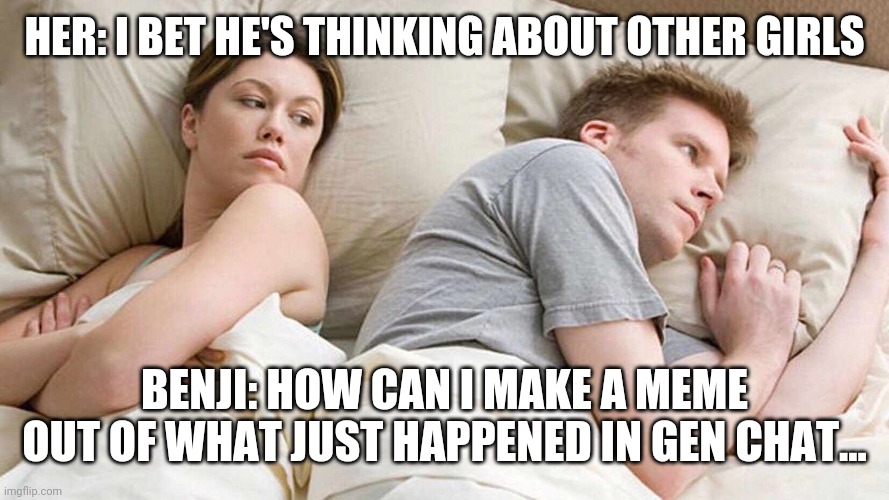 HER: I BET HE'S THINKING ABOUT OTHER GIRLS
BENJI: HOW CAN I MAKE A MEME
OUT OF WHAT JUST HAPPENED IN GEN CHAT...
imgflip.com